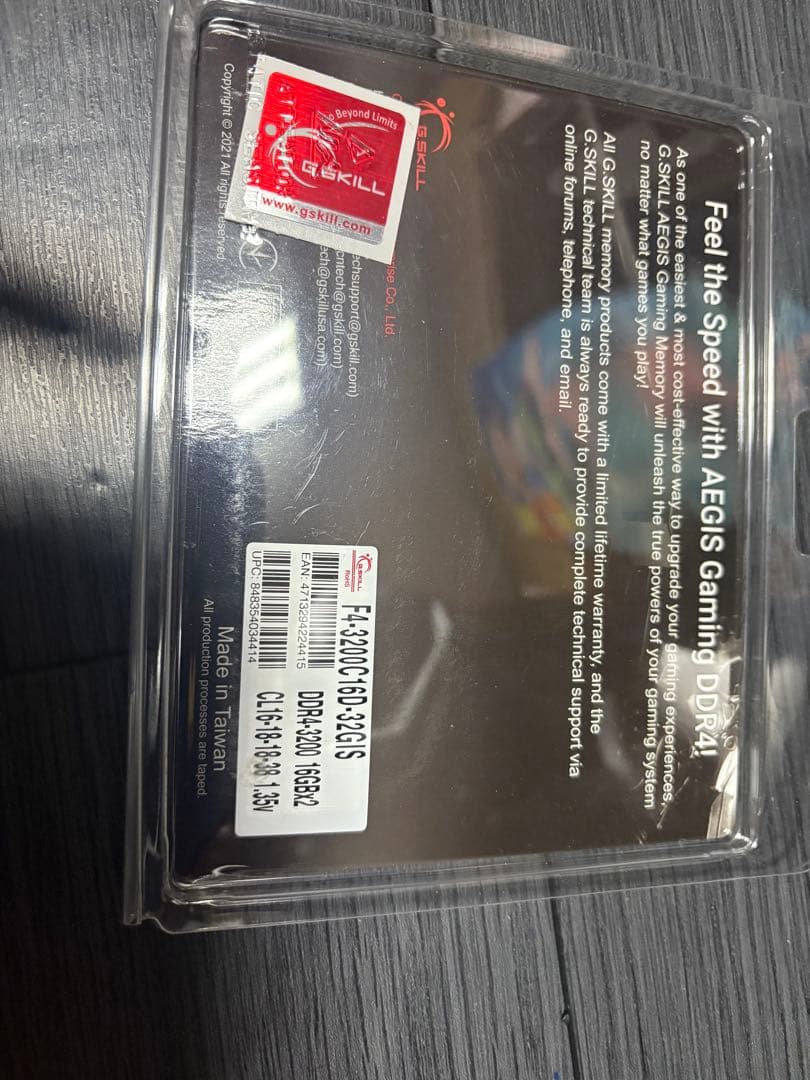 Feel the Speed with AEGIS Gaming DDR4!
As one of the easiest & most cost-effective way to upgrade your gaming experiences,
G.SKILL AEGIS Gaming Memory will unleash the true powers of your gaming system
no matter what games you play!
All G.SKILL memory products come with a limited lifetime warranty, and the
G.SKILL technical team is always ready to provide complete technical support via
online forums, telephone, and email.
G.SKILL
rise Co., Ltd.
echsupport@gskill.com)
cntech@gskill.com)
ech@gskillusa.com)
Beyond Limits
G.SKILL
www.gskill.com
Copyright © 2021 All rights reserved.
G.SKILL
RoHS
F4-3200C16D-32GIS
EAN: 4713294224415
DDR4-3200 16GBx2
UPC: 848354034414
CL16-18-18-38 1.35V
Made in Taiwan
All production processes are taped.